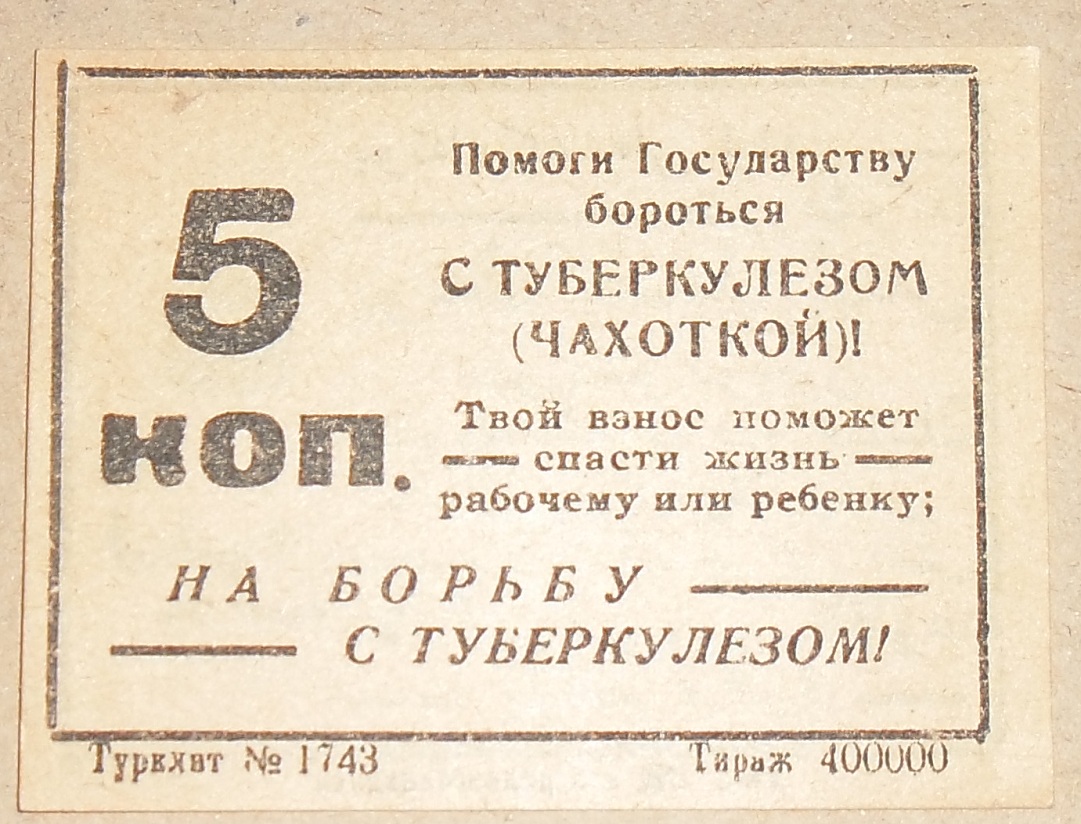 5
коп.
Помоги Государству
бороться
С ТУБЕРКУЛЕЗОМ
(ЧАХОТКОЙ)!
Твой взнос поможет
спасти жизнь
рабочему или ребенку;
НА БОРЬБУ
С ТУБЕРКУЛЕЗОМ!
№ 1743
Тираж 400000